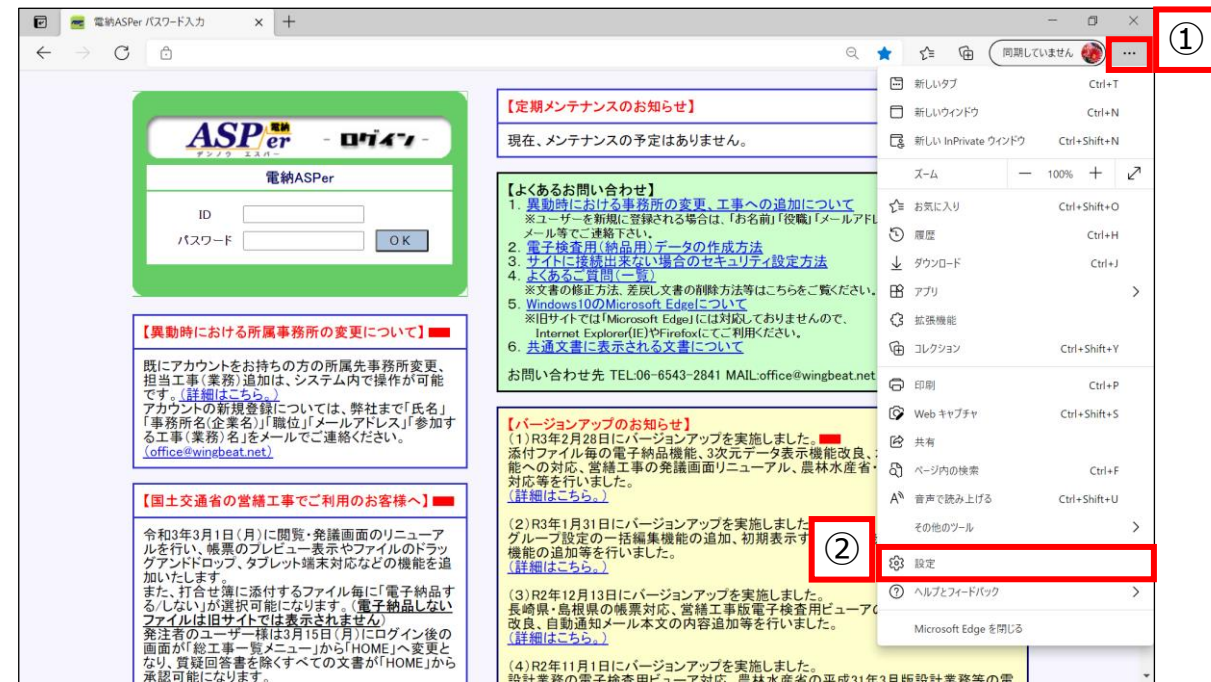 電納ASPer パスワード入力
同期していません
①
ASPer 電納
デンノウ エスパー
- ログイン -
電納ASPer
ID
パスワード
OK
【異動時における所属事務所の変更について】
既にアカウントをお持ちの方の所属先事務所変更、
担当工事(業務)追加は、システム内で操作が可能
です。(詳細はこちら。)
アカウントの新規登録については、弊社まで「氏名」
「事務所名(企業名)」「職位」「メールアドレス」「参加す
る工事(業務)名」をメールでご連絡ください。
(office@wingbeat.net)
【国土交通省の営繕工事でご利用のお客様へ】
令和3年3月1日(月)に閲覧・発議画面のリニューア
ルを行い、帳票のプレビュー表示やファイルのドラッ
グアンドドロップ、タブレット端末対応などの機能を追
加いたします。
また、打合せ簿に添付するファイル毎に「電子納品す
る/しない」が選択可能になります。(電子納品しない
ファイルは旧サイトでは表示されません)
発注者のユーザー様は3月15日(月)にログイン後の
画面が「総工事一覧メニュー」から「HOME」へ変更と
なり、質疑回答書を除くすべての文書が「HOME」から
承認可能になります。
【定期メンテナンスのお知らせ】
現在、メンテナンスの予定はありません。
【よくあるお問い合わせ】
1. 異動時における事務所の変更、工事への追加について
※ユーザーを新規に登録される場合は、「お名前」「役職」「メールアドレ
メール等でご連絡下さい。
2. 電子検査用(納品用)データの作成方法
3. サイトに接続出来ない場合のセキュリティ設定方法
4. よくあるご質問(一覧)
※文書の修正方法、差戻し文書の削除方法等はこちらをご覧ください。
5. Windows10のMicrosoft Edgeについて
※旧サイトでは「Microsoft Edge」には対応しておりませんので、
Internet Explorer(IE)やFirefoxにてご利用ください。
6. 共通文書に表示される文書について
お問い合わせ先 TEL:06-6543-2841 MAIL:office@wingbeat.net
【バージョンアップのお知らせ】
(1)R3年2月28日にバージョンアップを実施しました。
添付ファイル毎の電子納品機能、3次元データ表示機能改良、
能への対応、営繕工事の発議画面リニューアル、農林水産省・
対応等を行いました。
(詳細はこちら。)
(2)R3年1月31日にバージョンアップを実施しました
グループ設定の一括編集機能の追加、初期表示す
機能の追加等を行いました。
(詳細はこちら。)
(3)R2年12月13日にバージョンアップを実施しました。
長崎県・島根県の帳票対応、営繕工事版電子検査用ビューアの
改良、自動通知メール本文の内容追加等を行いました。
(詳細はこちら。)
(4)R2年11月1日にバージョンアップを実施しました。
設計業務の電子検査用ビューア対応、農林水産省の平成31年3月版設計業務等の電
新しいタブ Ctrl+T
新しいウィンドウ Ctrl+N
新しい InPrivate ウィンドウ Ctrl+Shift+N
ズーム — 100% +
お気に入り Ctrl+Shift+O
履歴 Ctrl+H
ダウンロード Ctrl+J
アプリ
拡張機能
コレクション Ctrl+Shift+Y
印刷 Ctrl+P
Web キャプチャ Ctrl+Shift+S
共有
ページ内の検索 Ctrl+F
音声で読み上げる Ctrl+Shift+U
その他のツール
②
設定
ヘルプとフィードバック
Microsoft Edge を閉じる